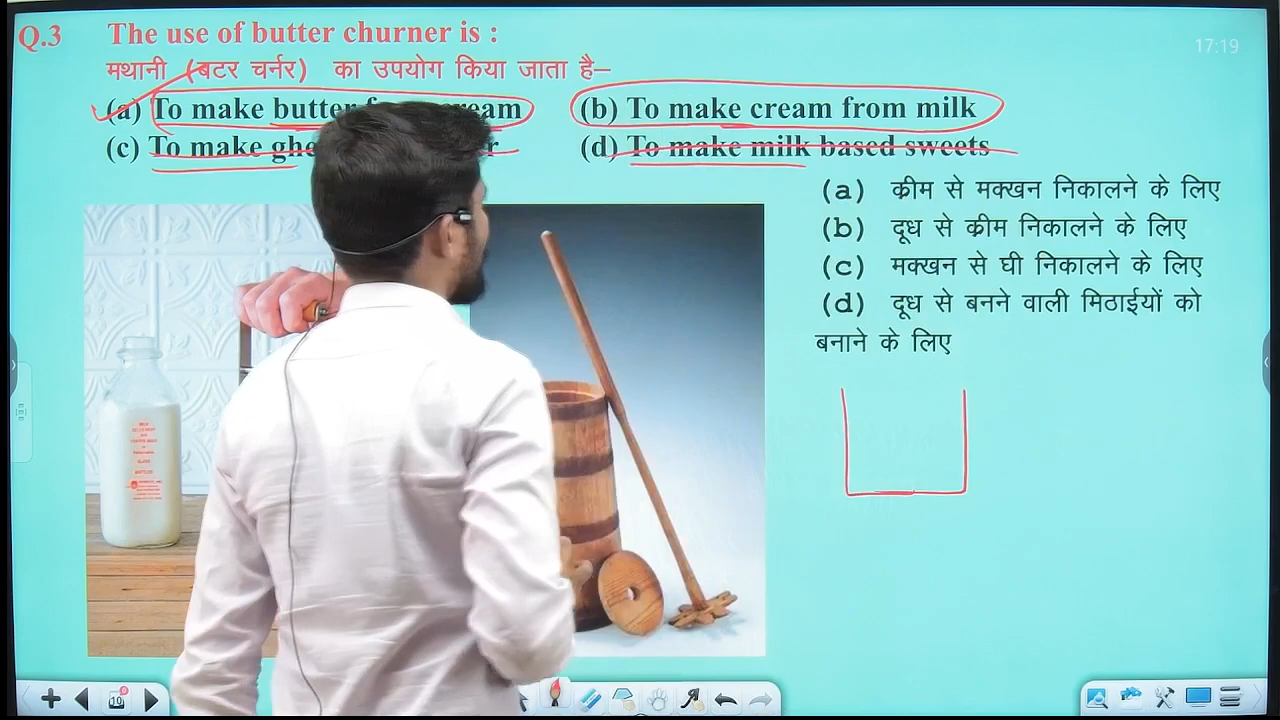 Q.3 The use of butter churner is :
17:19
मथानी (बटर चर्नर) का उपयोग किया जाता है–
(a) To make butter cream (b) To make cream from milk
(c) To make (d) To make milk based sweets
(a) क्रीम से मक्खन निकालने के लिए
(b) दूध से क्रीम निकालने के लिए
(c) मक्खन से घी निकालने के लिए
(d) दूध से बनने वाली मिठाईयों को
बनाने के लिए
10